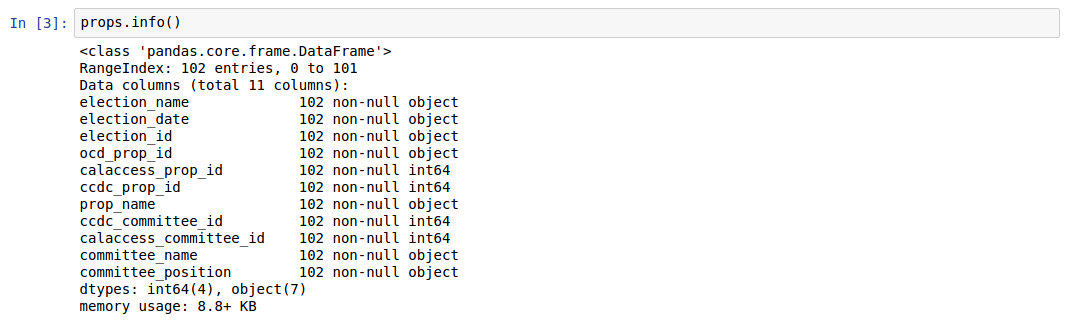 In [3]: props.info()
<class 'pandas.core.frame.DataFrame'>
RangeIndex: 102 entries, 0 to 101
Data columns (total 11 columns):
election_name             102 non-null object
election_date             102 non-null object
election_id               102 non-null object
ocd_prop_id               102 non-null object
calaccess_prop_id         102 non-null int64
ccdc_prop_id              102 non-null int64
prop_name                 102 non-null object
ccdc_committee_id         102 non-null int64
calaccess_committee_id    102 non-null int64
committee_name            102 non-null object
committee_position        102 non-null object
dtypes: int64(4), object(7)
memory usage: 8.8+ KB